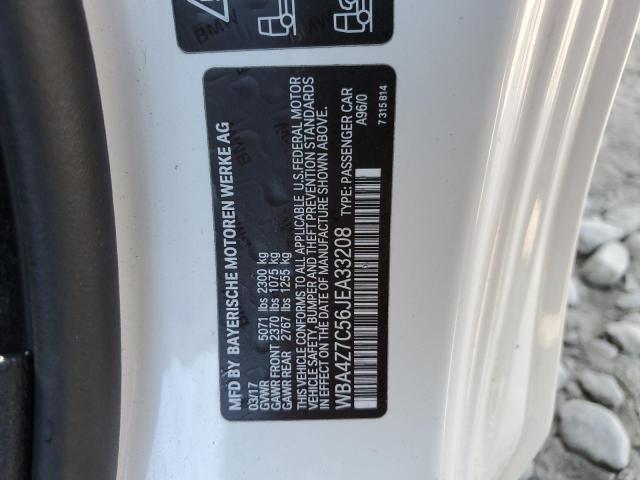 BMW
BMW
MFD BY BAYERISCHE MOTOREN WERKE AG
03/17
GVWR 5071 lbs 2300 kg
GAWR FRONT 2370 lbs 1075 kg
GAWR REAR 2767 lbs 1255 kg
THIS VEHICLE CONFORMS TO ALL APPLICABLE U.S. FEDERAL MOTOR
VEHICLE SAFETY, BUMPER AND THEFT PREVENTION STANDARDS
IN EFFECT ON THE DATE OF MANUFACTURE SHOWN ABOVE.
WBA4Z7C56JEA33208 TYPE: PASSENGER CAR
A96/0
7 315 814